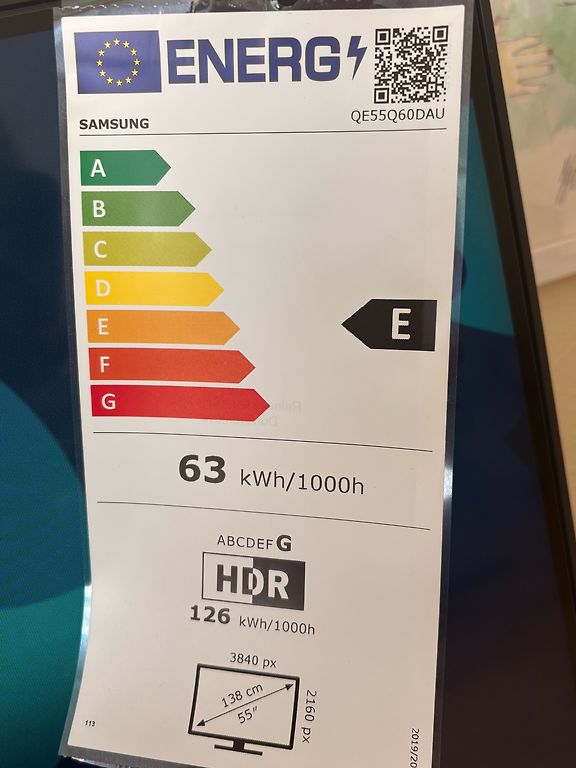 ENERG
SAMSUNG
QE55Q60DAU
A
B
C
D
E
E
F
G
63 kWh/1000h
ABCDEFG
HDR
126 kWh/1000h
3840 px
138 cm
55"
2160 px
113